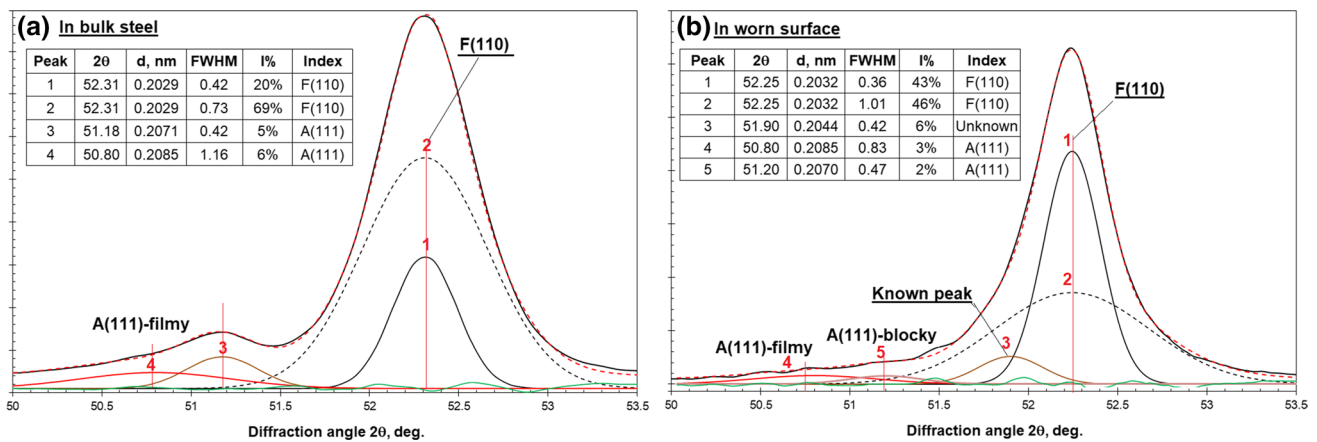 (a) In bulk steel
Peak 2θ d, nm FWHM I% Index
1 52.31 0.2029 0.42 20% F(110)
2 52.31 0.2029 0.73 69% F(110)
3 51.18 0.2071 0.42 5% A(111)
4 50.80 0.2085 1.16 6% A(111)
F(110)
2
1
A(111)-filmy
3
4
50 50.5 51 51.5 52 52.5 53 53.5
Diffraction angle 2θ, deg.
(b) In worn surface
Peak 2θ d, nm FWHM I% Index
1 52.25 0.2032 0.36 43% F(110)
2 52.25 0.2032 1.01 46% F(110)
3 51.90 0.2044 0.42 6% Unknown
4 50.80 0.2085 0.83 3% A(111)
5 51.20 0.2070 0.47 2% A(111)
F(110)
1
2
Known peak
A(111)-blocky
A(111)-filmy
3
4
5
50 50.5 51 51.5 52 52.5 53 53.5
Diffraction angle 2θ, deg.